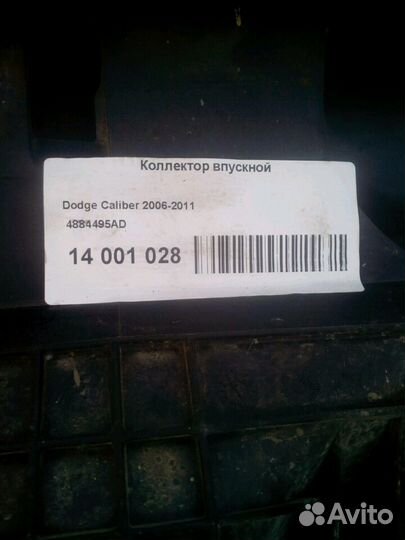 Коллектор впускной
Dodge Caliber 2006-2011
4884495AD
14 001 028
Avito